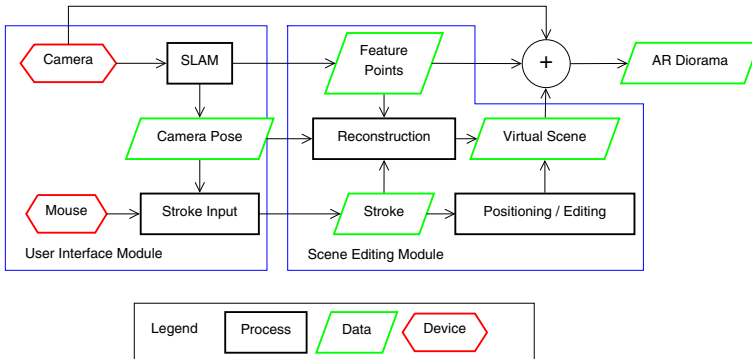 Camera
SLAM
Feature
Points
+
AR Diorama
Camera Pose
Reconstruction
Virtual Scene
Mouse
Stroke Input
Stroke
Positioning / Editing
User Interface Module
Scene Editing Module
Legend
Process
Data
Device